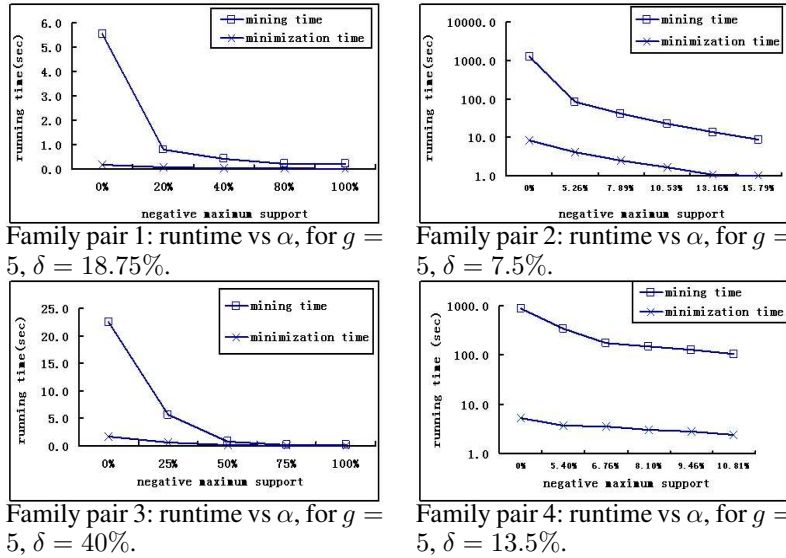 6.0
5.0
4.0
3.0
2.0
1.0
0.0
running time(sec)
mining time
minimization time
0% 20% 40% 80% 100%
negative maximum support
Family pair 1: runtime vs α, for g =
5, δ = 18.75%.
10000.0
1000.0
100.0
10.0
1.0
running time (sec)
mining time
minimization time
0% 5.26% 7.89% 10.53% 13.16% 15.79%
negative maximum support
Family pair 2: runtime vs α, for g =
5, δ = 7.5%.
25.0
20.0
15.0
10.0
5.0
0.0
running time(sec)
mining time
minimization time
0% 25% 50% 75% 100%
negative maximum support
Family pair 3: runtime vs α, for g =
5, δ = 40%.
1000.0
100.0
10.0
1.0
running time (sec)
mining time
minimization time
0% 5.40% 6.76% 8.10% 9.46% 10.81%
negative maximum support
Family pair 4: runtime vs α, for g =
5, δ = 13.5%.